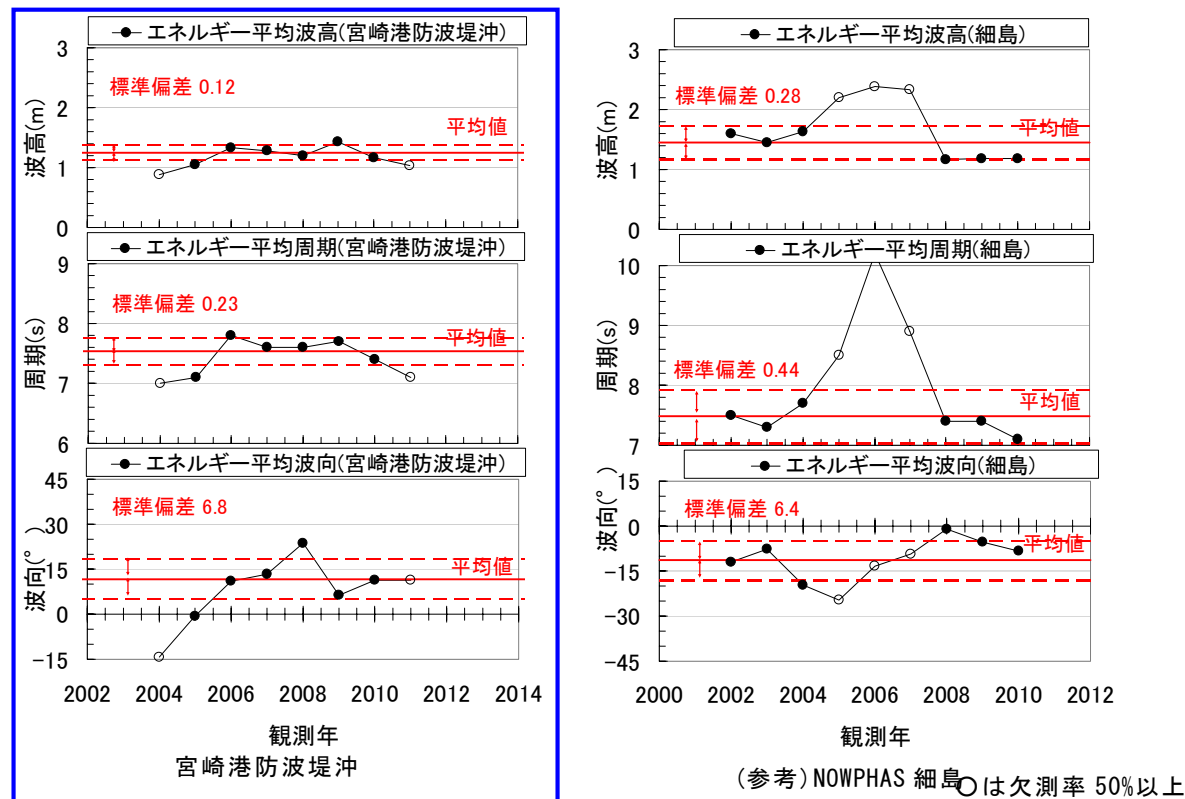 エネルギー平均波高(宮崎港防波堤沖)
3
2
1
0
波高(m)
標準偏差 0.12
平均値
エネルギー平均周期(宮崎港防波堤沖)
9
8
7
6
周期(s)
標準偏差 0.23
平均値
エネルギー平均波向(宮崎港防波堤沖)
45
30
15
0
-15
波向(°)
標準偏差 6.8
平均値
2002 2004 2006 2008 2010 2012 2014
観測年
宮崎港防波堤沖
エネルギー平均波高(細島)
3
2
1
0
波高(m)
標準偏差 0.28
平均値
エネルギー平均周期(細島)
10
9
8
7
周期(s)
標準偏差 0.44
平均値
エネルギー平均波向(細島)
15
0
-15
-30
-45
波向(°)
標準偏差 6.4
平均値
2000 2002 2004 2006 2008 2010 2012
観測年
(参考)NOWPHAS 細島
○は欠測率 50%以上